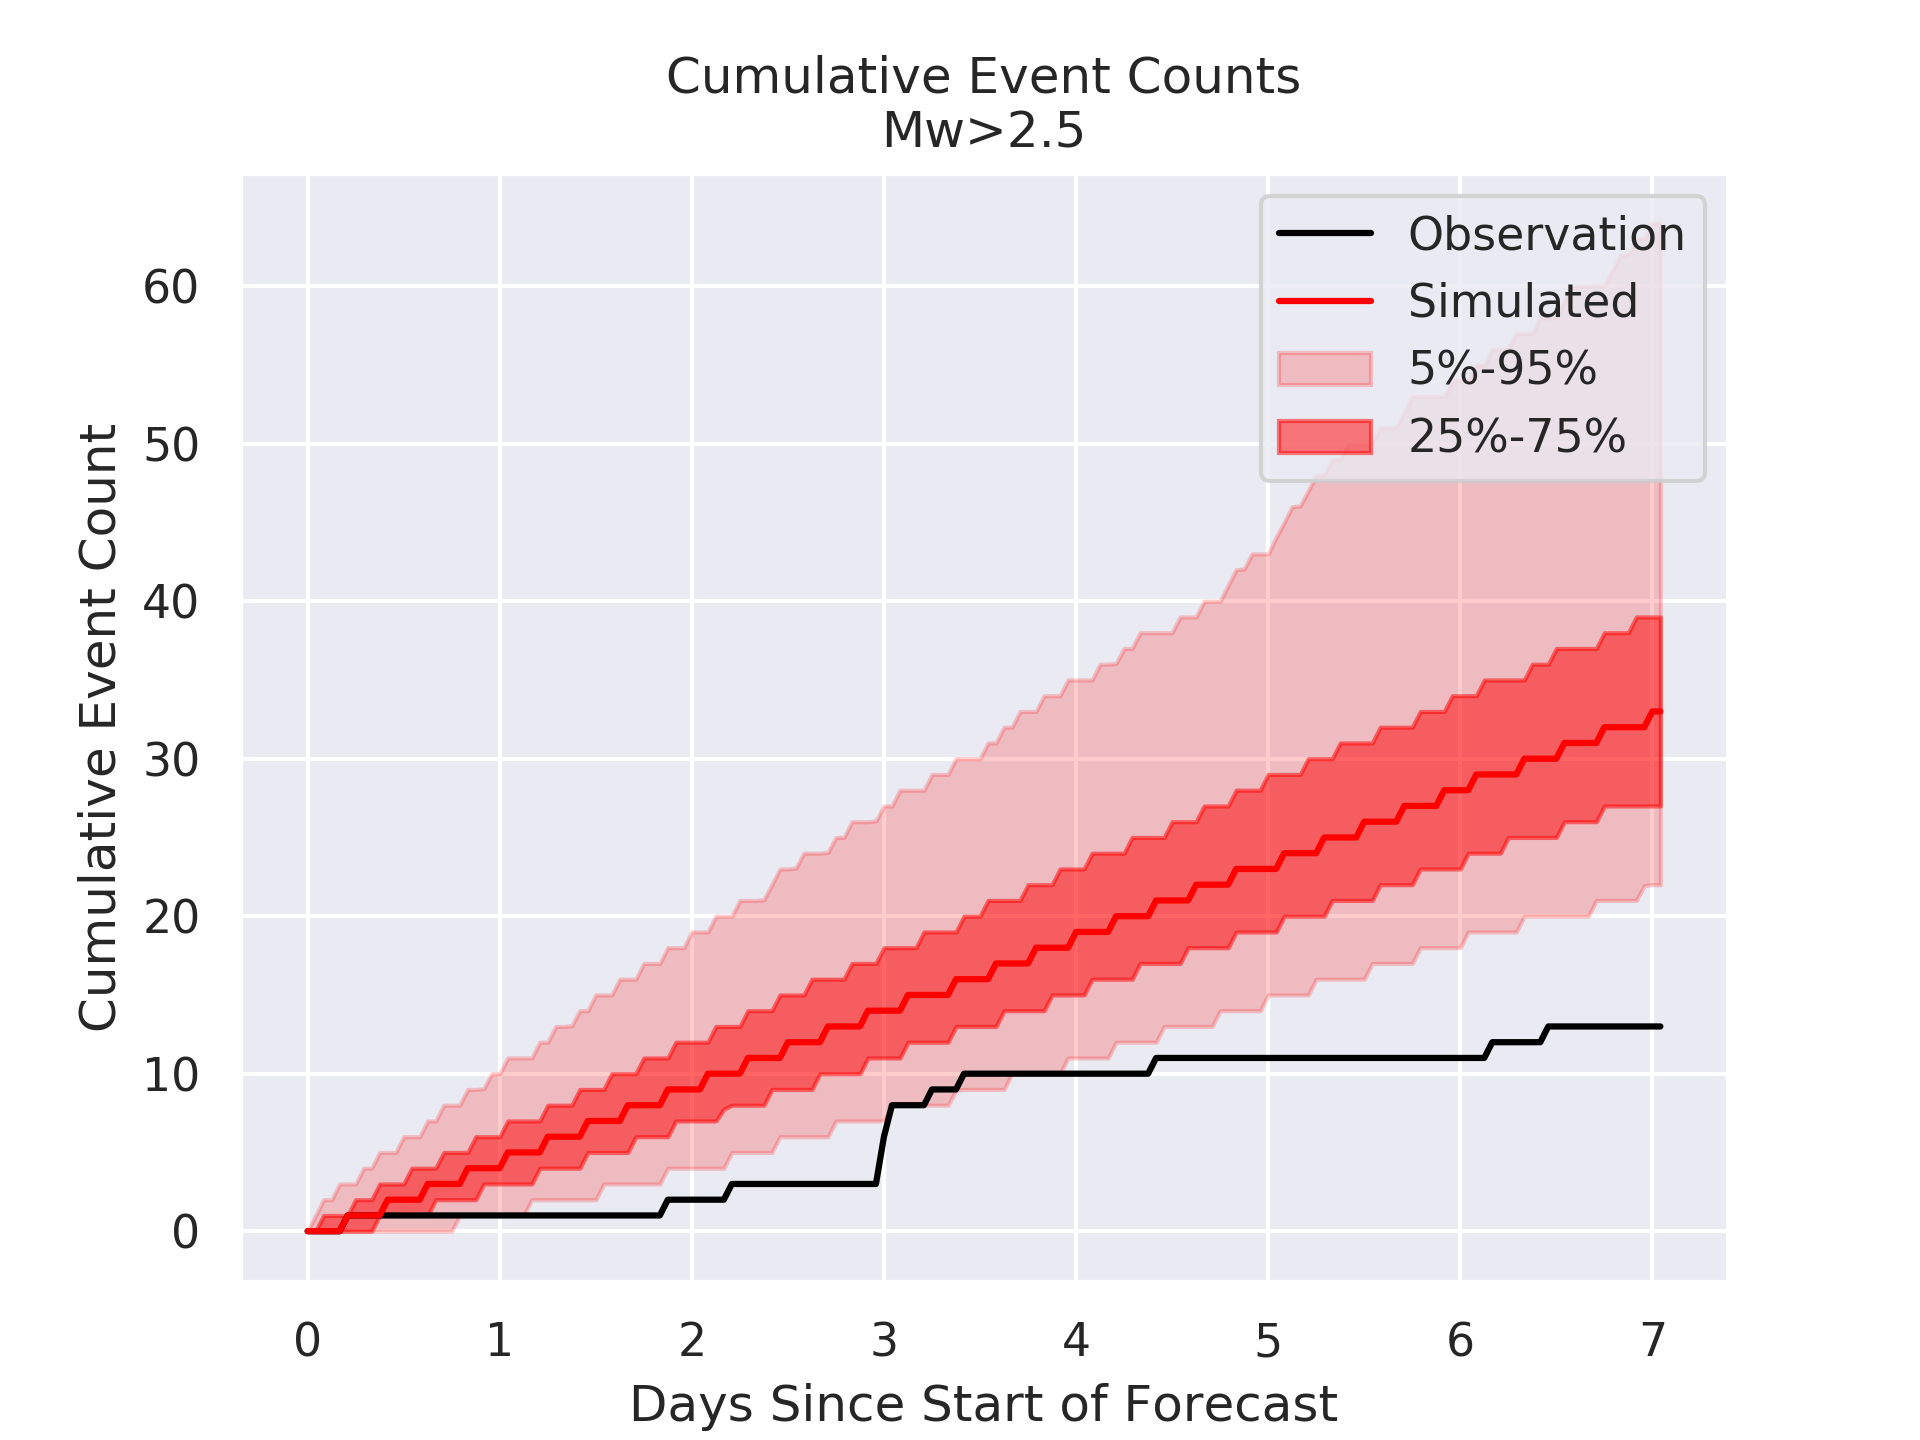 Cumulative Event Counts
Mw>2.5
Observation
Simulated
5%-95%
25%-75%
Cumulative Event Count
60
50
40
30
20
10
0
0 1 2 3 4 5 6 7
Days Since Start of Forecast